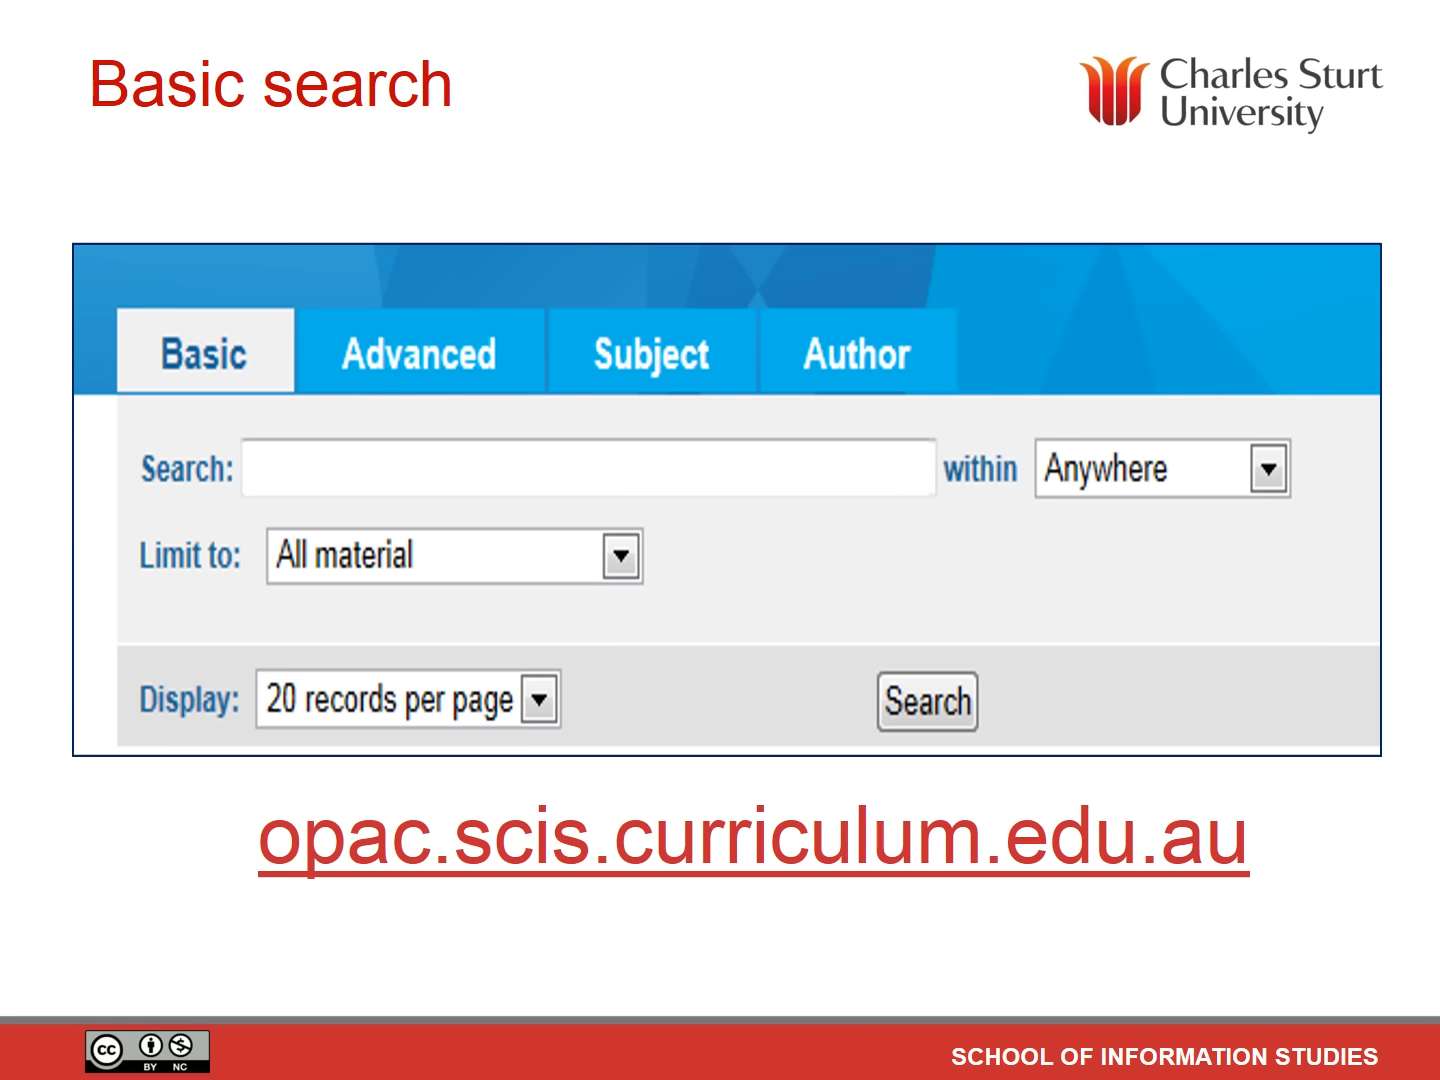 Basic search
Charles Sturt
University
Basic Advanced Subject Author
Search: within Anywhere
Limit to: All material
Display: 20 records per page Search
opac.scis.curriculum.edu.au
cc BY NC
SCHOOL OF INFORMATION STUDIES